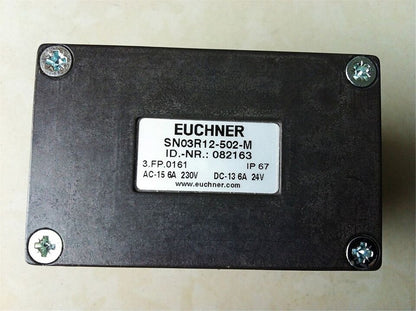 EUCHNER
SN03R12-502-M
ID.-NR.: 082163
3.FP.0161 IP 67
AC-15 6A 230V DC-13 6A 24V
www.euchner.com